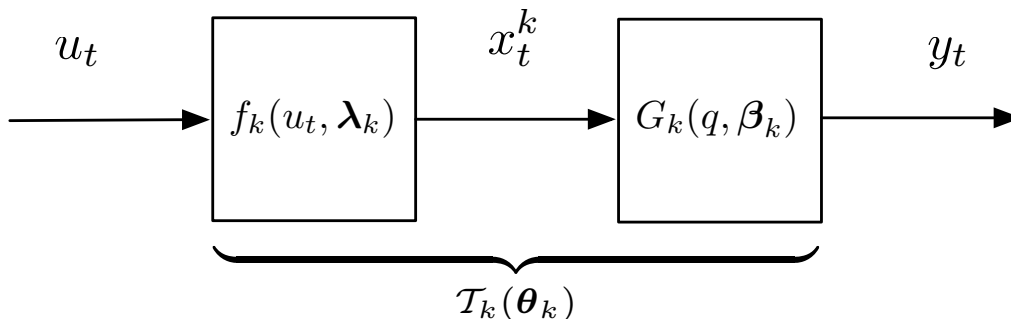 u_t x_t^k y_t
f_k(u_t, λ_k) G_k(q, β_k)
𝒯_k(θ_k)